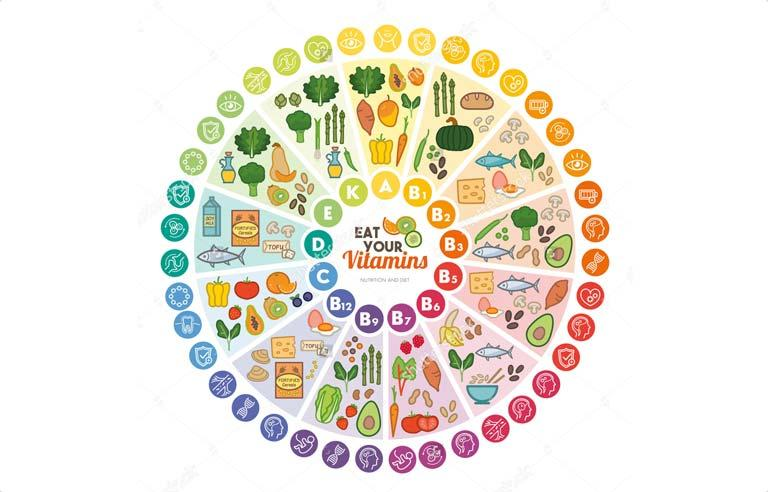 K
A
B1
B2
B3
B5
B6
B7
B9
B12
C
D
E
EAT
YOUR
Vitamins
NUTRITION AND DIET
SOY
MILK
FORTIFIED
Cereals
TOFU
TOFU
FORTIFIED
Cereals